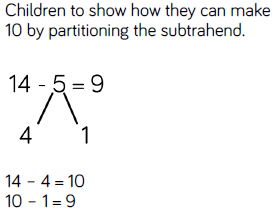 Children to show how they can make
10 by partitioning the subtrahend.
14 - 5 = 9
4 1
14 - 4 = 10
10 - 1 = 9